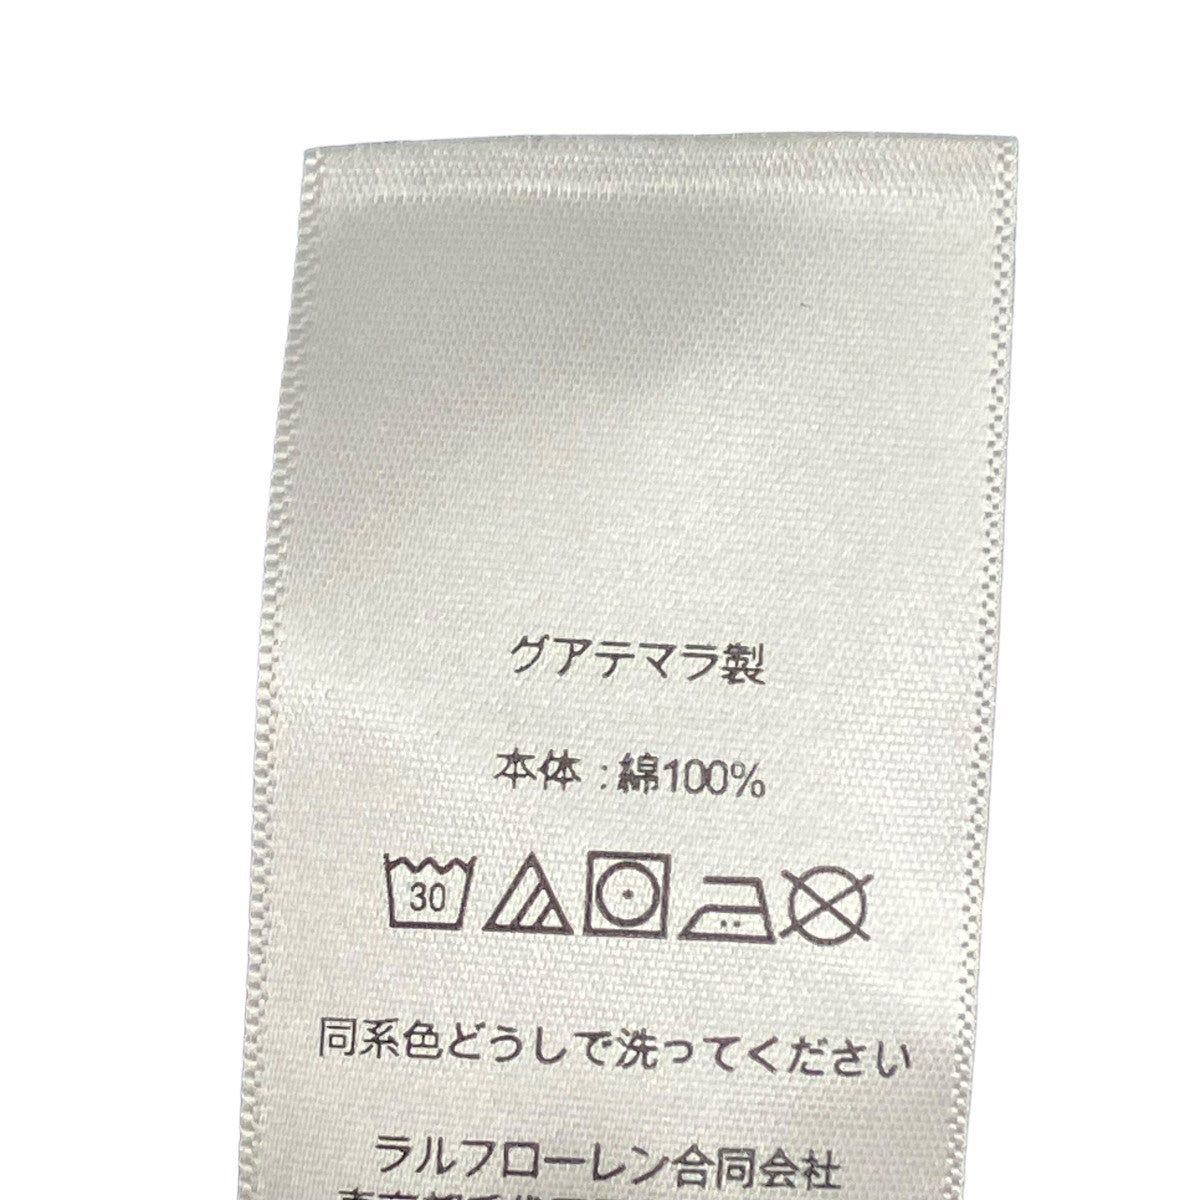 グアテマラ製
本体:綿100%
30
同系色どうしで洗ってください
ラルフローレン合同会社